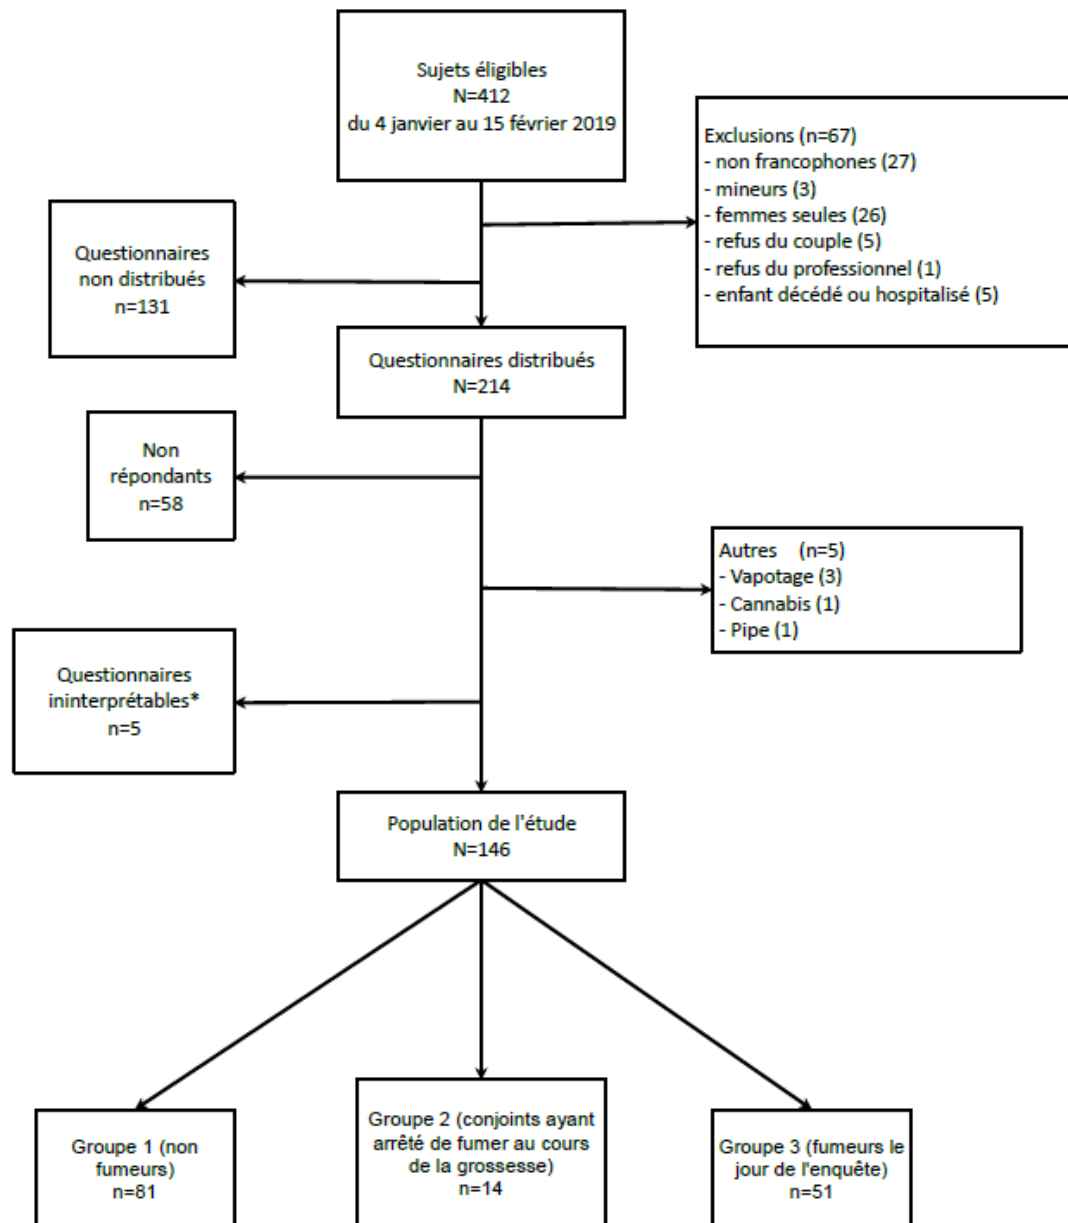 Sujets éligibles
N=412
du 4 janvier au 15 février 2019
Exclusions (n=67)
- non francophones (27)
- mineurs (3)
- femmes seules (26)
- refus du couple (5)
- refus du professionnel (1)
- enfant décédé ou hospitalisé (5)
Questionnaires
non distribués
n=131
Questionnaires distribués
N=214
Non
répondants
n=58
Autres (n=5)
- Vapotage (3)
- Cannabis (1)
- Pipe (1)
Questionnaires
ininterprétables*
n=5
Population de l'étude
N=146
Groupe 1 (non
fumeurs)
n=81
Groupe 2 (conjoints ayant
arrêté de fumer au cours
de la grossesse)
n=14
Groupe 3 (fumeurs le
jour de l'enquête)
n=51